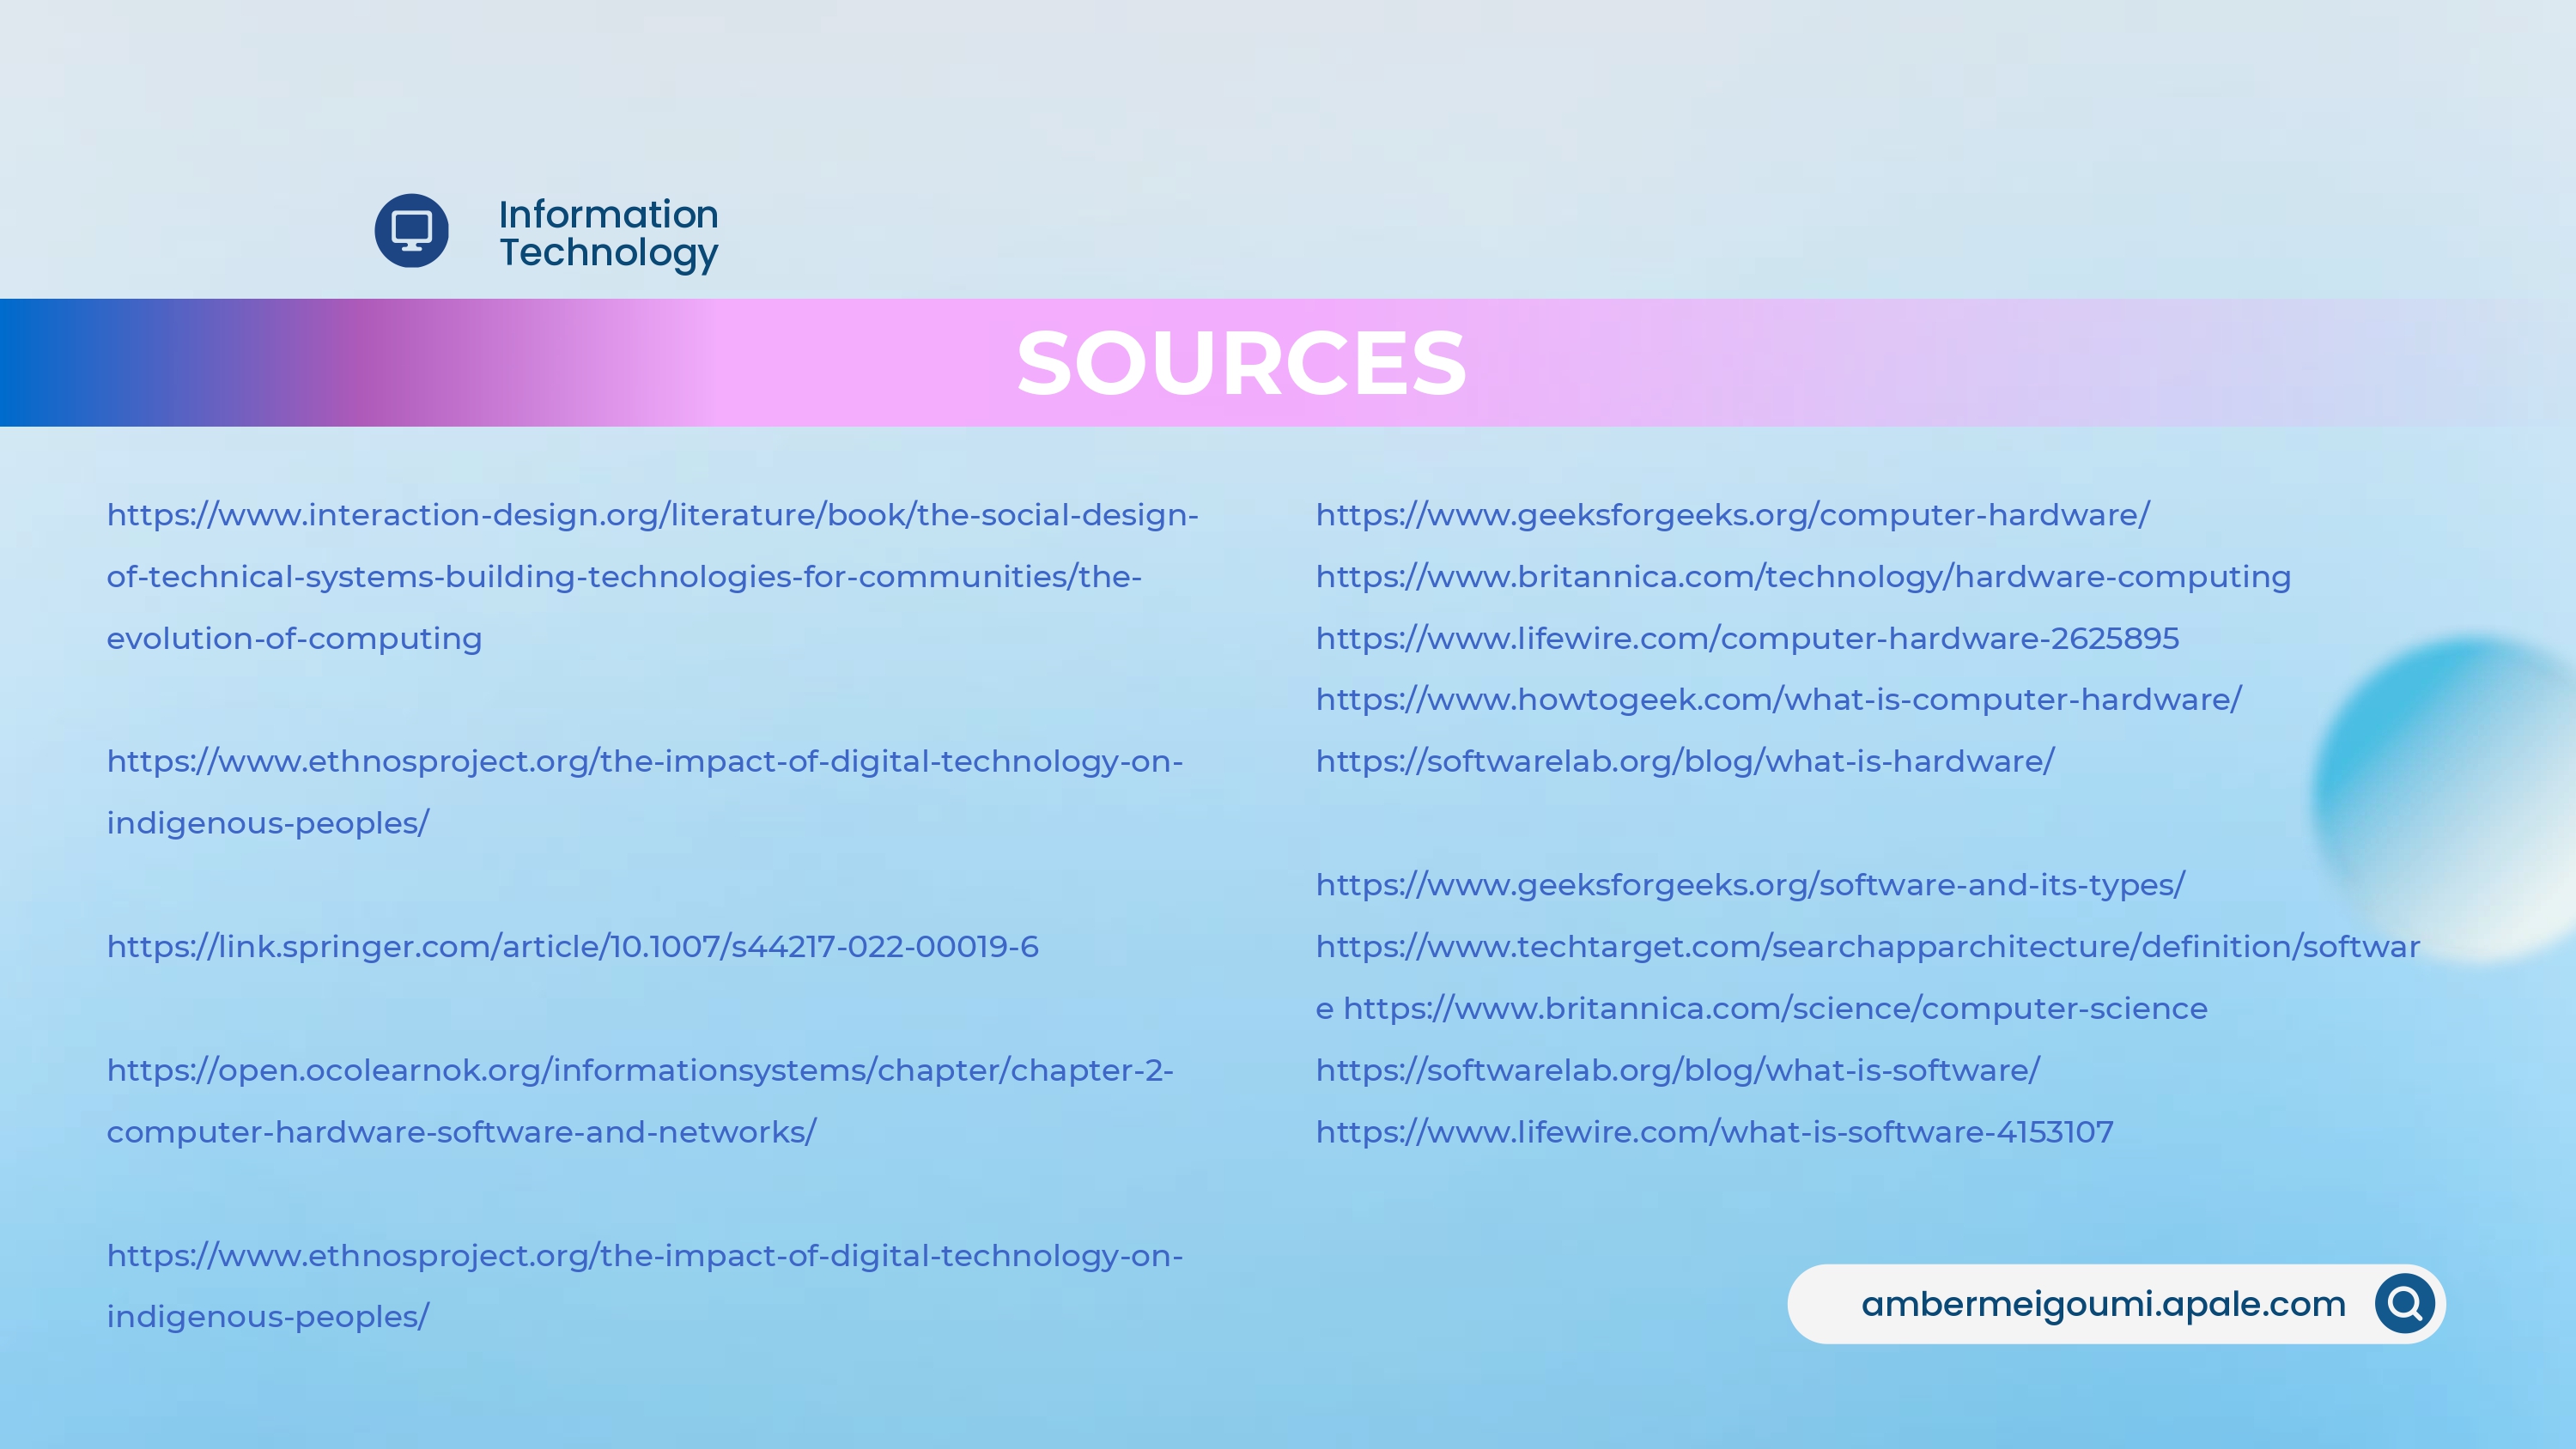 Information
Technology
SOURCES
https://www.interaction-design.org/literature/book/the-social-design-
of-technical-systems-building-technologies-for-communities/the-
evolution-of-computing
https://www.ethnosproject.org/the-impact-of-digital-technology-on-
indigenous-peoples/
https://link.springer.com/article/10.1007/s44217-022-00019-6
https://open.ocolearnok.org/informationsystems/chapter/chapter-2-
computer-hardware-software-and-networks/
https://www.ethnosproject.org/the-impact-of-digital-technology-on-
indigenous-peoples/
https://www.geeksforgeeks.org/computer-hardware/
https://www.britannica.com/technology/hardware-computing
https://www.lifewire.com/computer-hardware-2625895
https://www.howtogeek.com/what-is-computer-hardware/
https://softwarelab.org/blog/what-is-hardware/
https://www.geeksforgeeks.org/software-and-its-types/
https://www.techtarget.com/searchapparchitecture/definition/softwar
e https://www.britannica.com/science/computer-science
https://softwarelab.org/blog/what-is-software/
https://www.lifewire.com/what-is-software-4153107
ambermeigoumi.apale.com